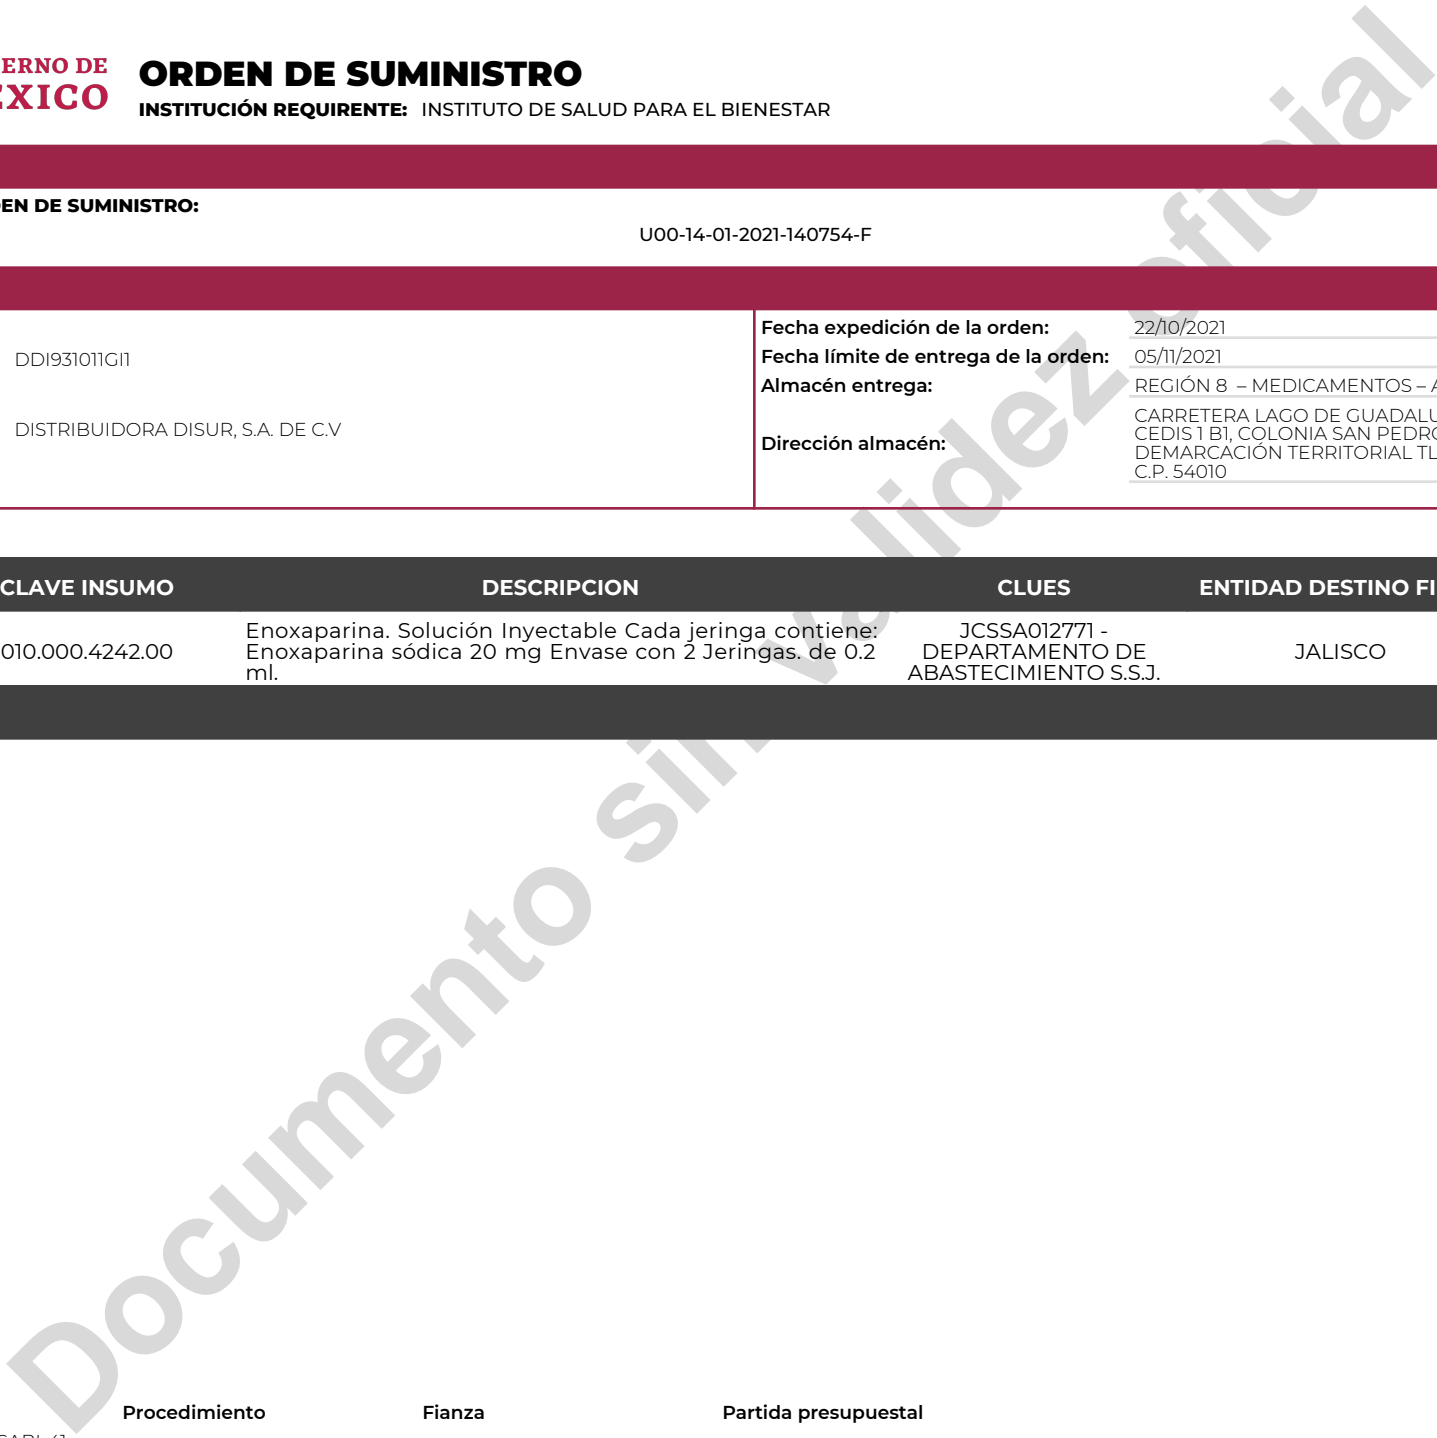 ERNO DE
EXICO
ORDEN DE SUMINISTRO
INSTITUCIÓN REQUIRENTE: INSTITUTO DE SALUD PARA EL BIENESTAR
EN DE SUMINISTRO:
U00-14-01-2021-140754-F
DDI931011GI1
DISTRIBUIDORA DISUR, S.A. DE C.V
Fecha expedición de la orden: 22/10/2021
Fecha límite de entrega de la orden: 05/11/2021
Almacén entrega: REGIÓN 8 – MEDICAMENTOS – A
Dirección almacén:
CARRETERA LAGO DE GUADALU
CEDIS 1 B1, COLONIA SAN PEDRO
DEMARCACIÓN TERRITORIAL TL
C.P. 54010
CLAVE INSUMO DESCRIPCION CLUES ENTIDAD DESTINO FI
010.000.4242.00
Enoxaparina. Solución Inyectable Cada jeringa contiene:
Enoxaparina sódica 20 mg Envase con 2 Jeringas. de 0.2
ml.
JCSSA012771 -
DEPARTAMENTO DE
ABASTECIMIENTO S.S.J.
JALISCO
Documento sin validez oficial
Procedimiento Fianza Partida presupuestal